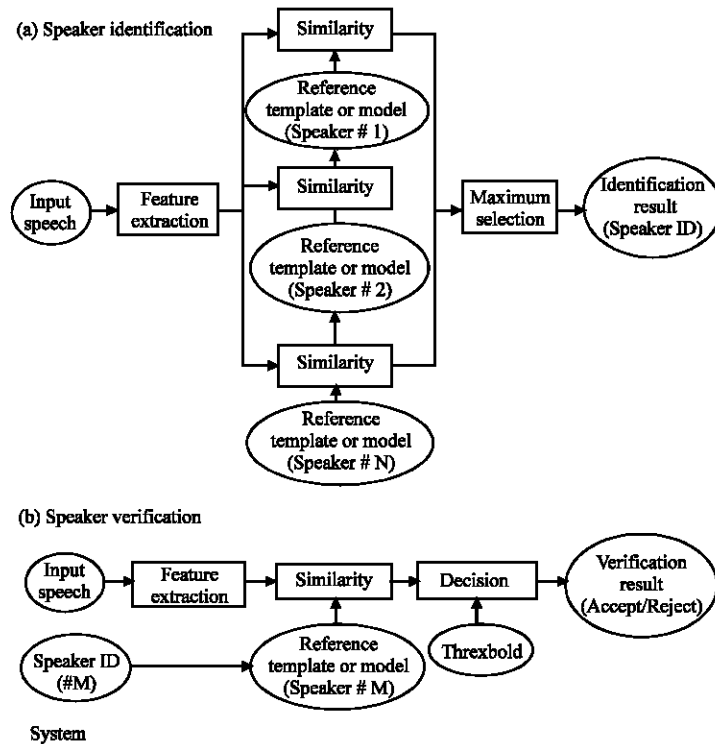 (a) Speaker identification
Similarity
Reference
template or model
(Speaker # 1)
Input
speech
Feature
extraction
Similarity
Maximum
selection
Identification
result
(Speaker ID)
Reference
template or model
(Speaker # 2)
Similarity
Reference
template or model
(Speaker # N)
(b) Speaker verification
Input
speech
Feature
extraction
Similarity
Decision
Verification
result
(Accept/Reject)
Speaker ID
(#M)
Reference
template or model
(Speaker # M)
Threxbold
System